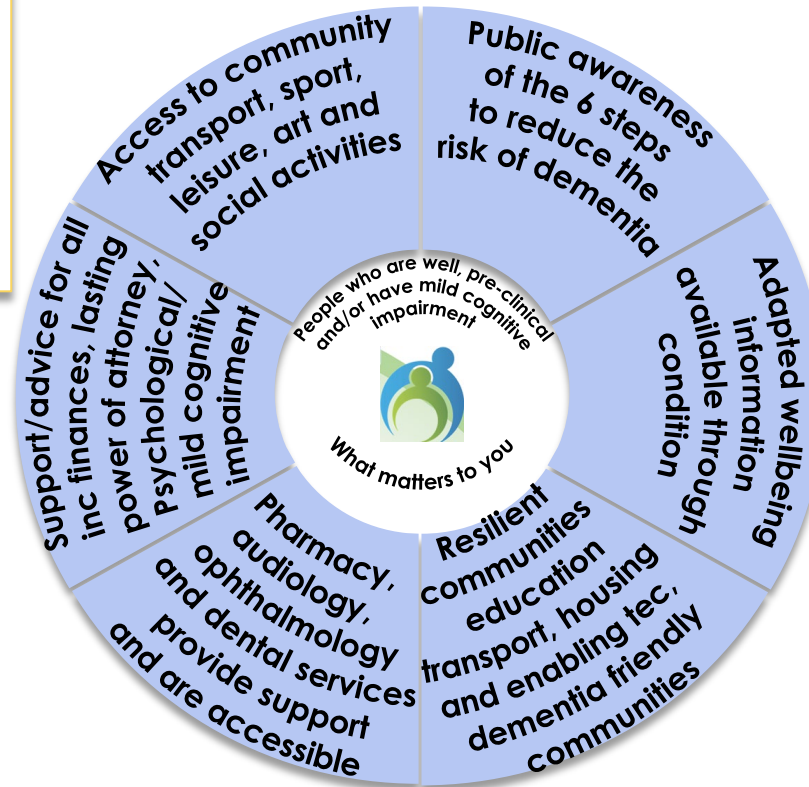 Access to community
transport, sport,
leisure, art and
social activities
Public awareness
of the 6 steps
to reduce the
risk of dementia
Adapted wellbeing
information
available through
condition
Resilient
communities
education
transport, housing
and enabling tec,
dementia friendly
communities
Pharmacy,
audiology,
ophthalmology
and dental services
provide support
and are accessible
Support/advice for all
inc finances, lasting
power of attorney,
Psychological/
mild cognitive
impairment
People who are well, pre-clinical
and/or have mild cognitive
impairment
What matters to you